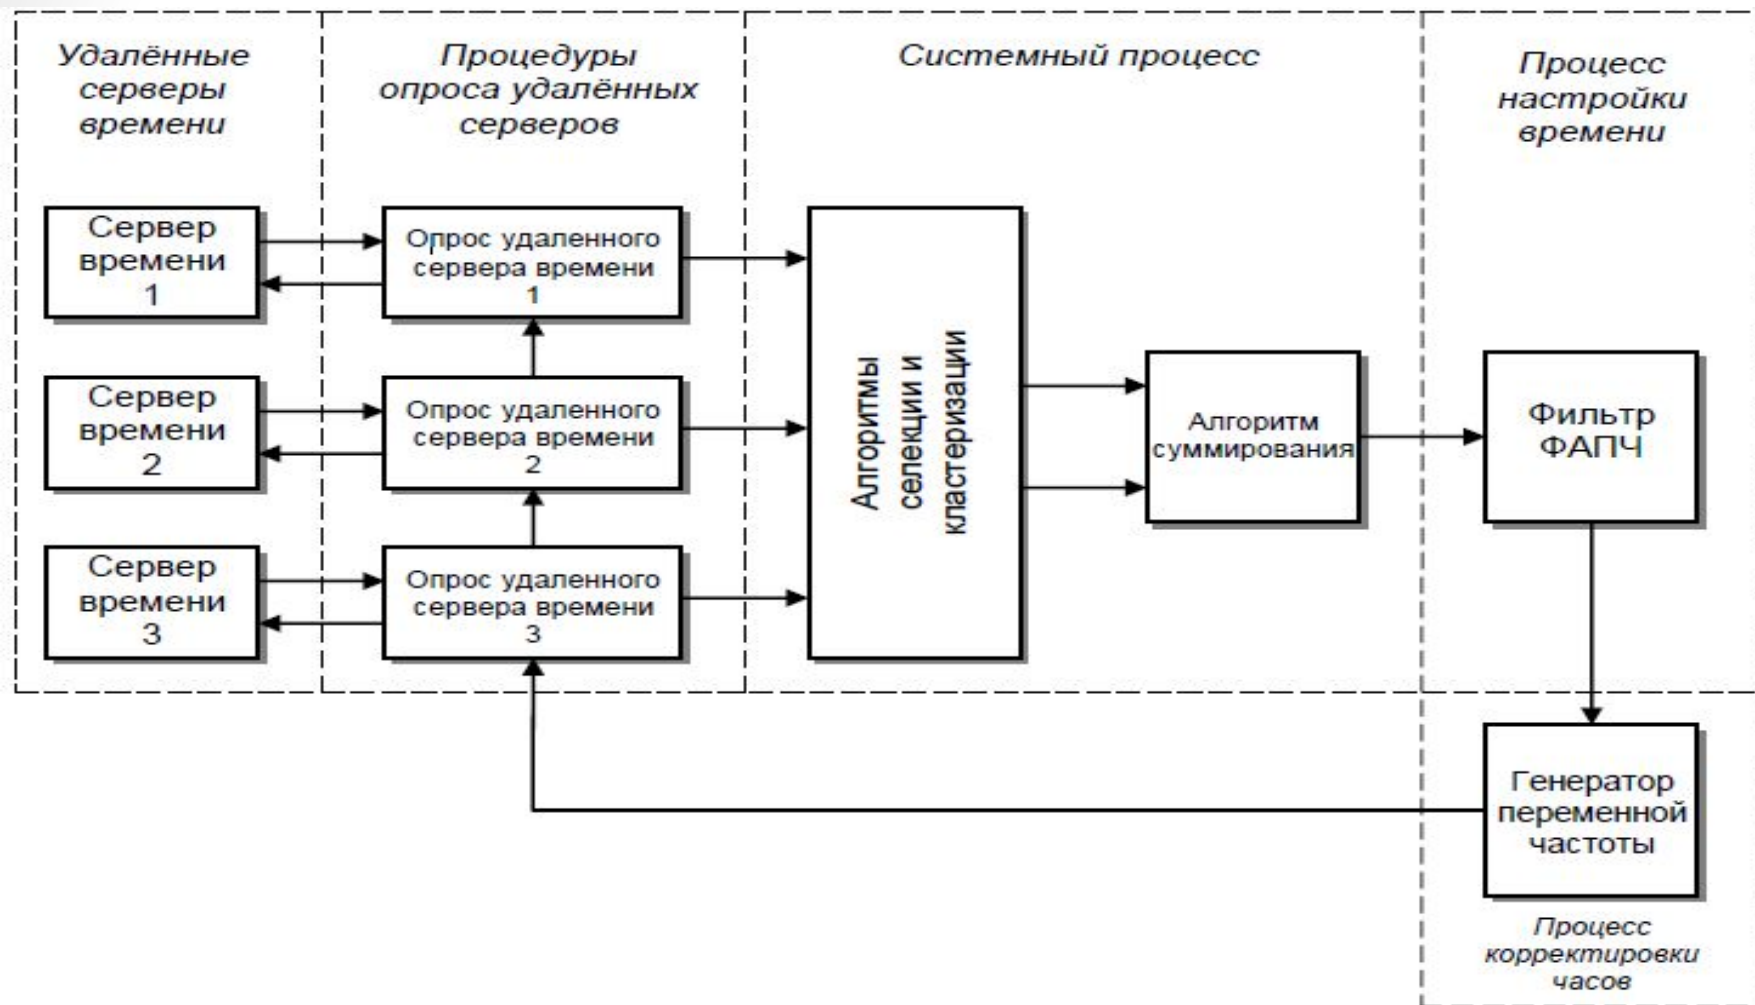 Удалённые
серверы
времени
Процедуры
опроса удалённых
серверов
Системный процесс
Процесс
настройки
времени
Сервер
времени
1
Опрос удаленного
сервера времени
1
Сервер
времени
2
Опрос удаленного
сервера времени
2
Сервер
времени
3
Опрос удаленного
сервера времени
3
Алгоритмы
селекции и
кластеризации
Алгоритм
суммирования
Фильтр
ФАПЧ
Генератор
переменной
частоты
Процесс
корректировки
часов